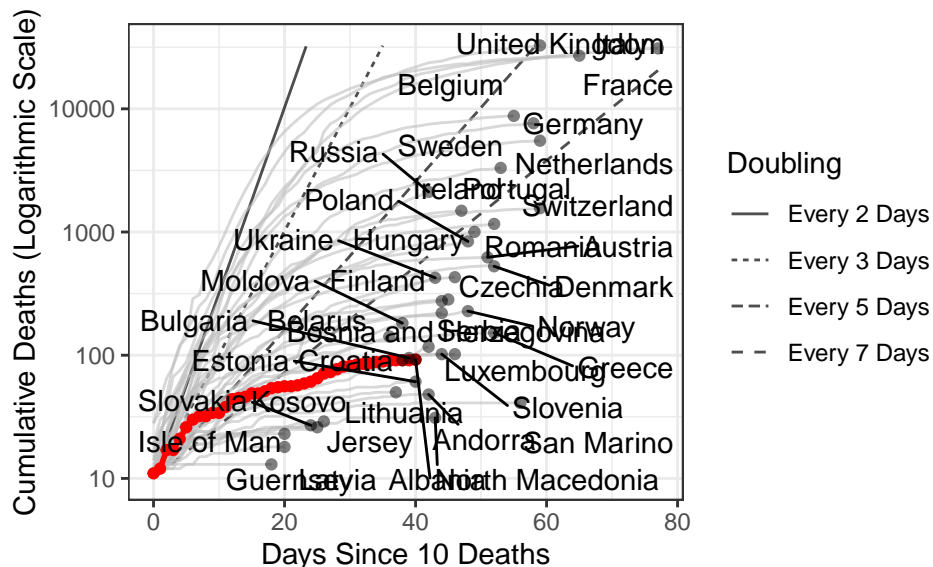 Cumulative Deaths (Logarithmic Scale)
10000
1000
100
10
United Kingdom
Italy
Belgium
France
Germany
Russia
Sweden
Netherlands
Ireland
Portugal
Poland
Switzerland
Ukraine
Hungary
Romania
Austria
Moldova
Finland
Czechia
Denmark
Bulgaria
Belarus
Bosnia and Herzegovina
Serbia
Norway
Estonia
Croatia
Luxembourg
Greece
Slovakia
Kosovo
Lithuania
Slovenia
Isle of Man
Jersey
Andorra
San Marino
Guernsey
Latvia
Albania
North Macedonia
0
20
40
60
80
Days Since 10 Deaths
Doubling
Every 2 Days
Every 3 Days
Every 5 Days
Every 7 Days